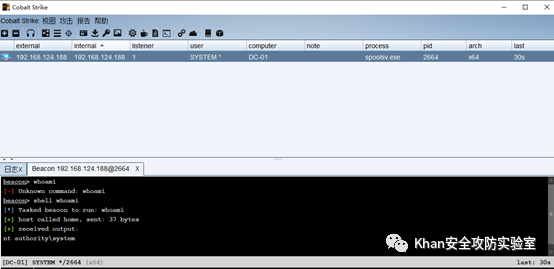 Cobalt Strike
Cobalt Strike 视图 攻击 报告 帮助
external internal listener user computer note process pid arch last
192.168.124.188 192.168.124.188 1 SYSTEM * DC-01 spoolsv.exe 2664 x64 30s
日志X Beacon 192.168.124.188@2664 X
beacon> whoami
[-] Unknown command: whoami
beacon> shell whoami
[*] Tasked beacon to run: whoami
[+] host called home, sent: 37 bytes
[+] received output:
nt authority\system
Khan安全攻防实验室
[DC-01] SYSTEM */2664 (x64) last: 30s